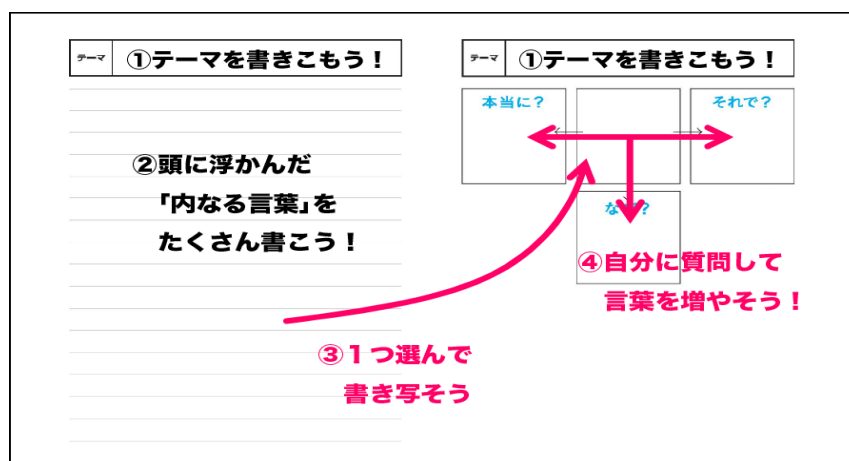 テーマ ①テーマを書きこもう！
②頭に浮かんだ
「内なる言葉」を
たくさん書こう！
③１つ選んで
書き写そう
テーマ ①テーマを書きこもう！
本当に？
それで？
④自分に質問して
言葉を増やそう！